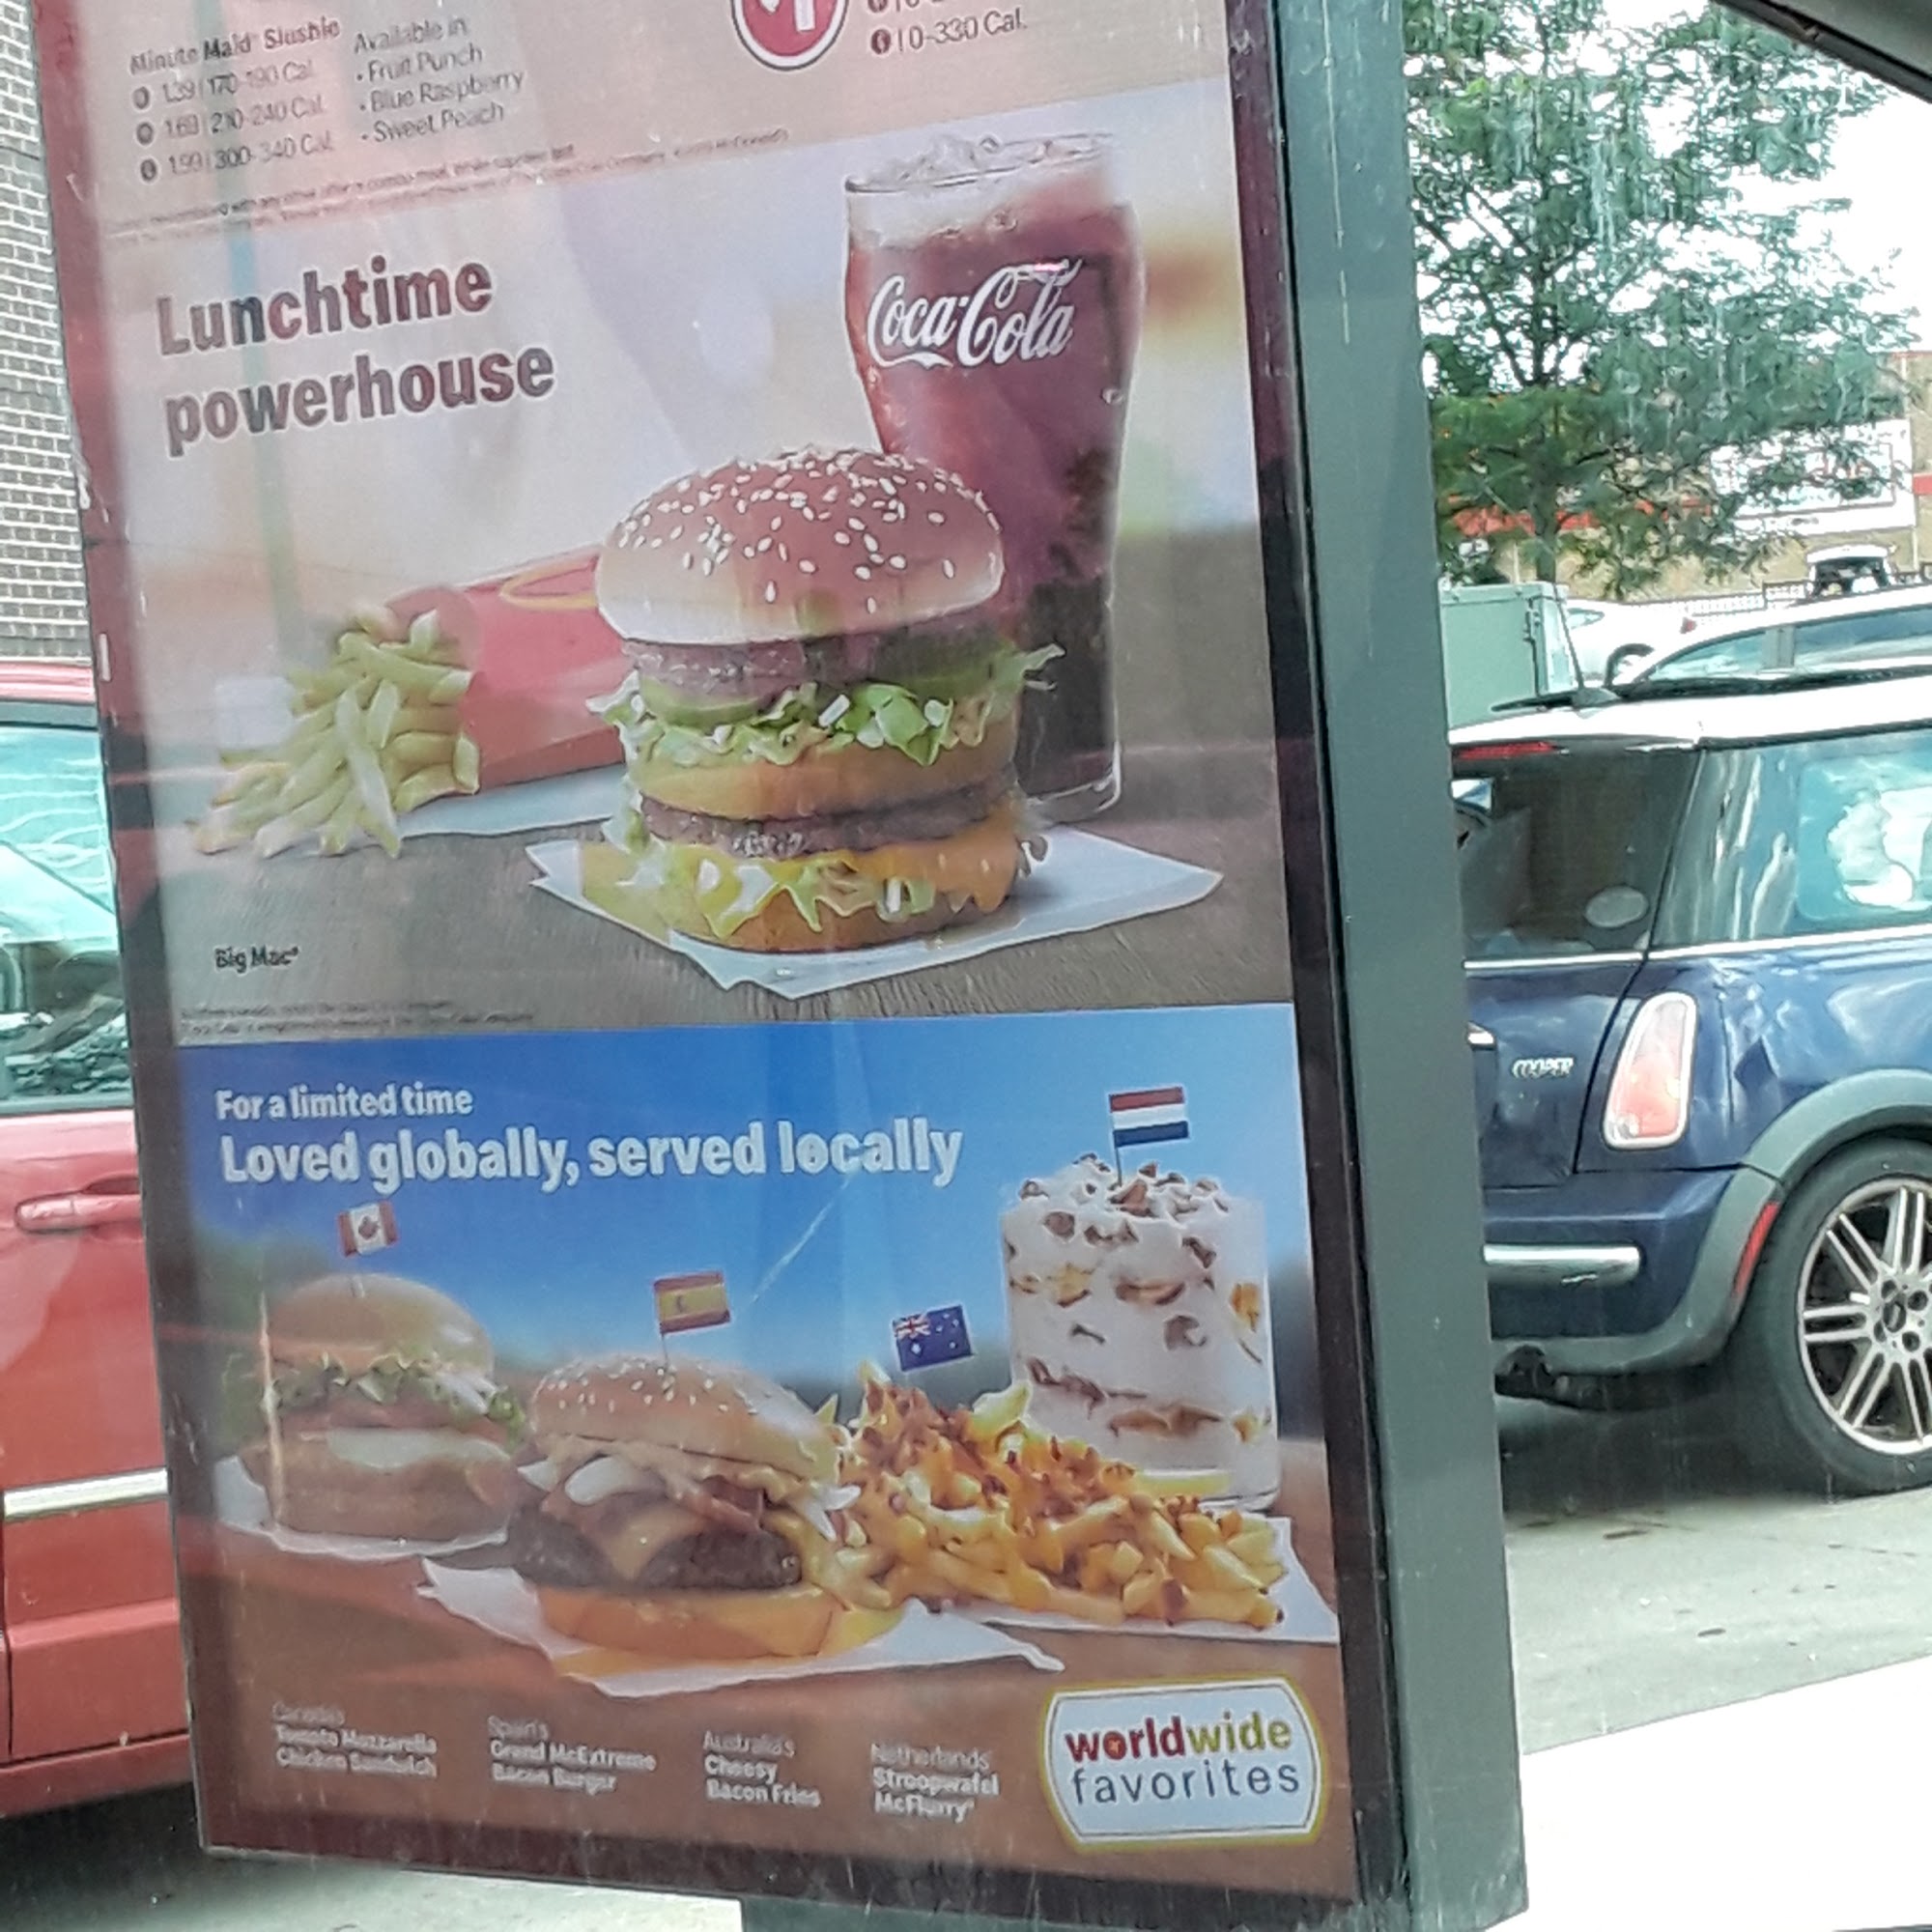 Minute Maid® Slushie
1.39 | 170-190 Cal.
1.69 | 210-240 Cal.
1.99 | 300-340 Cal.
Available in
• Fruit Punch
• Blue Raspberry
• Sweet Peach
$1
10-330 Cal.
Lunchtime
powerhouse
Coca-Cola
Big Mac®
For a limited time
Loved globally, served locally
Canada's
Tomato Mozzarella
Chicken Sandwich
Spain's
Grand McExtreme
Bacon Burger
Australia's
Cheesy
Bacon Fries
Netherlands'
Stroopwafel
McFlurry®
worldwide
favorites
COOPER